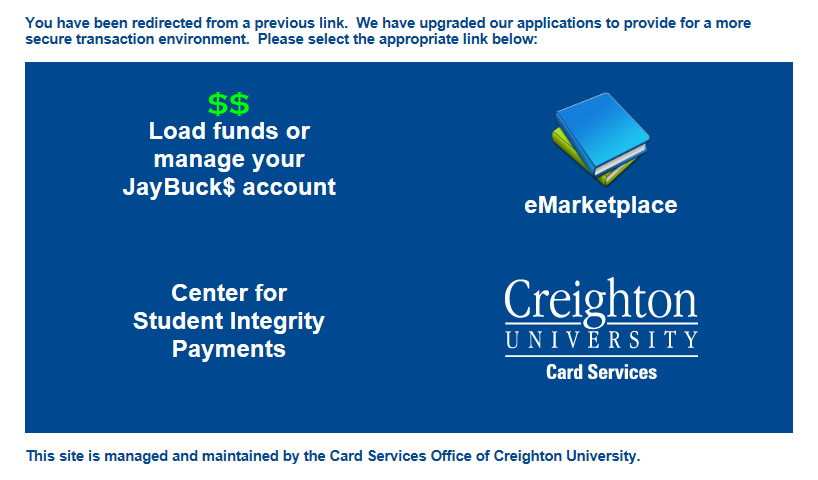 You have been redirected from a previous link.  We have upgraded our applications to provide for a more
secure transaction environment.  Please select the appropriate link below:
$$
Load funds or
manage your
JayBuck$ account
eMarketplace
Center for
Student Integrity
Payments
Creighton
UNIVERSITY
Card Services
This site is managed and maintained by the Card Services Office of Creighton University.